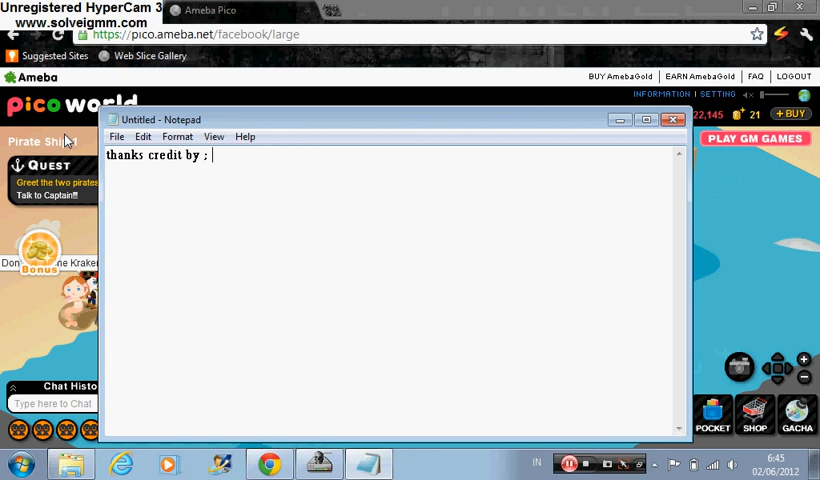 Unregistered HyperCam 3
www.solveigmm.com
Ameba Pico
https://pico.ameba.net/facebook/large
Suggested Sites
Web Slice Gallery
Ameba
BUY AmebaGold
EARN AmebaGold
FAQ
LOGOUT
pico world
INFORMATION | SETTING
22,145
21
+ BUY
Pirate Ship1
PLAY GM GAMES
QUEST
Greet the two pirates
Talk to Captain!!!
Bonus
Untitled - Notepad
File Edit Format View Help
thanks credit by ;
Chat Histo
Type here to Chat
POCKET
SHOP
GACHA
IN
6:45
02/06/2012